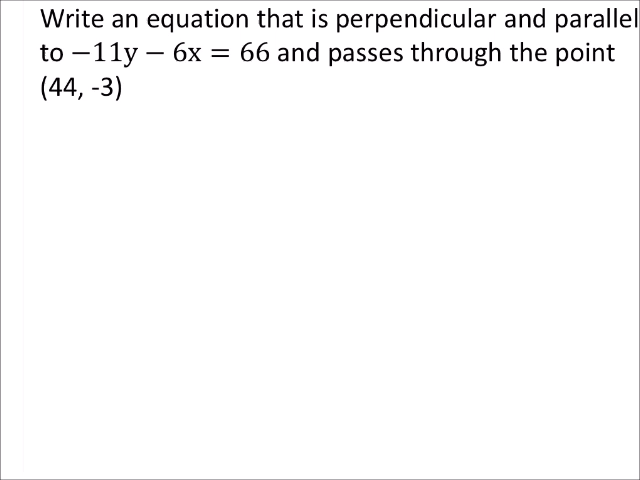 Write an equation that is perpendicular and parallel
to −11y − 6x = 66 and passes through the point
(44, -3)